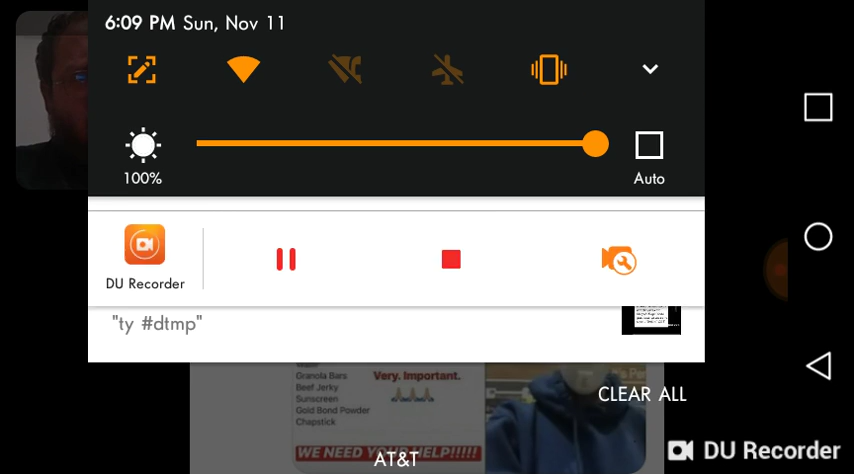 6:09 PM Sun, Nov 11
100%
Auto
DU Recorder
"ty #dtmp"
Granola Bars
Beef Jerky
Sunscreen
Gold Bond Powder
Chapstick
Very. Important.
CLEAR ALL
WE NEED YOUR HELP!!!!!
AT&T
DU Recorder